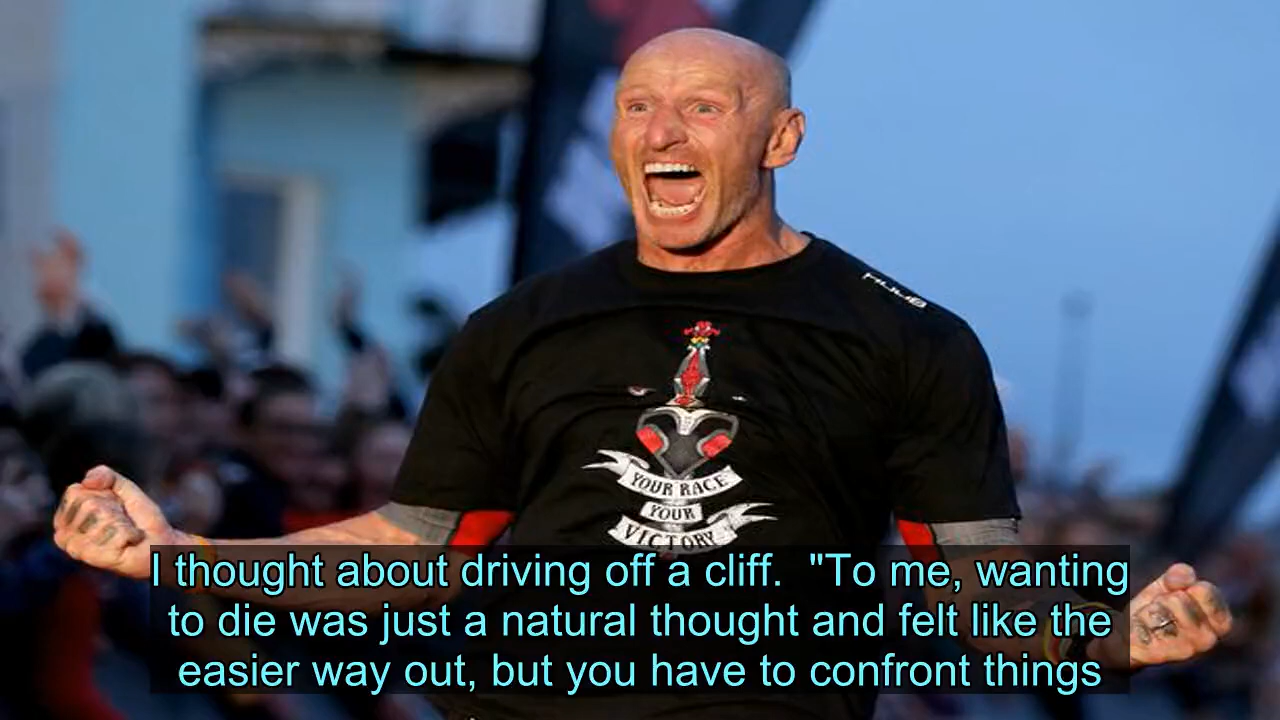 HUUB
YOUR RACE
YOUR
VICTORY
I thought about driving off a cliff.  "To me, wanting
to die was just a natural thought and felt like the
easier way out, but you have to confront things